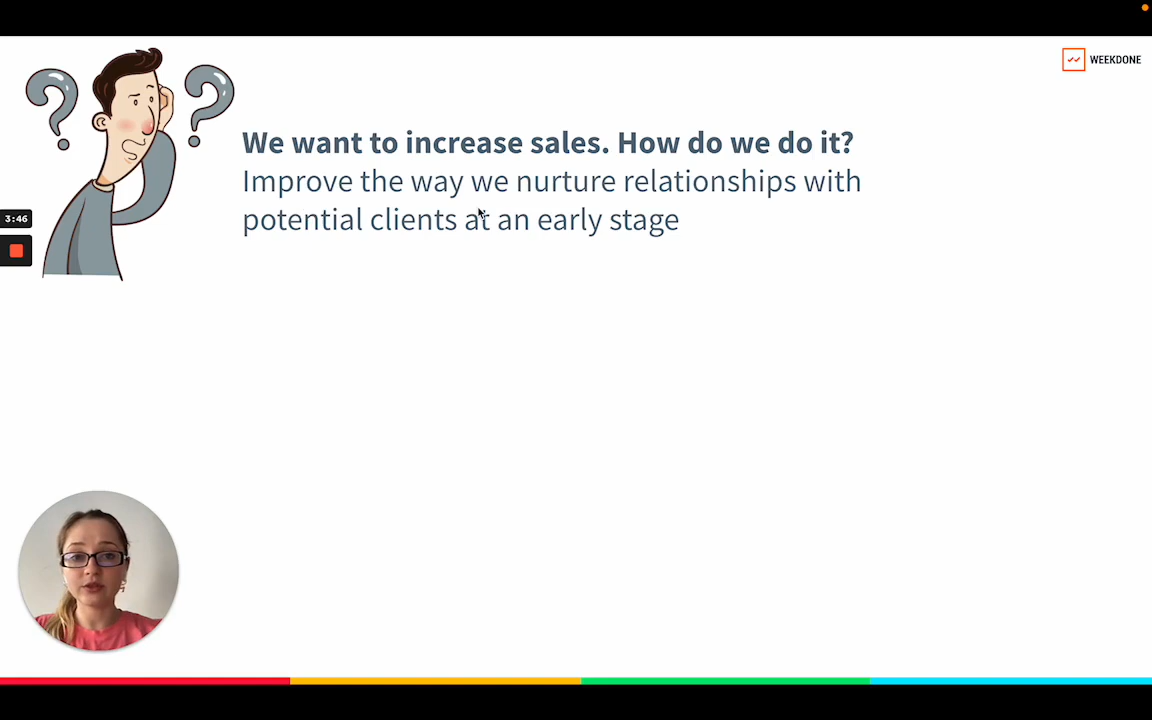 WEEKDONE
We want to increase sales. How do we do it?
Improve the way we nurture relationships with
potential clients at an early stage
3:46